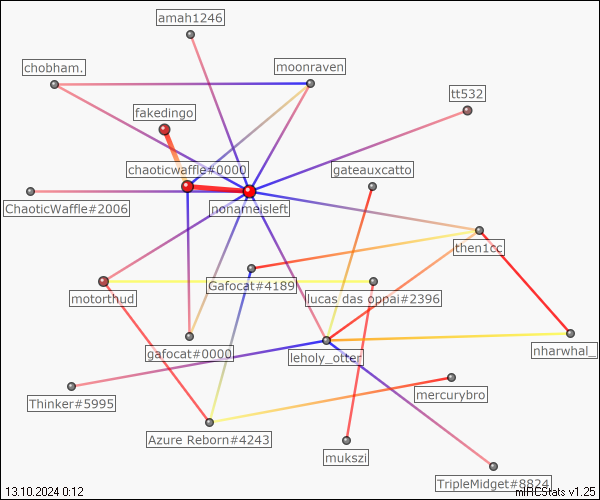 amah1246
chobham.
moonraven
tt532
fakedingo
chaoticwaffle#0000
gateauxcatto
ChaoticWaffle#2006
nonameisleft
then1cc
Gafocat#4189
motorthud
lucas das oppai#2396
gafocat#0000
leholy_otter
nharwhal_
Thinker#5995
mercurybro
Azure Reborn#4243
mukszi
TripleMidget#8824
13.10.2024 0:12
mIRCStats v1.25